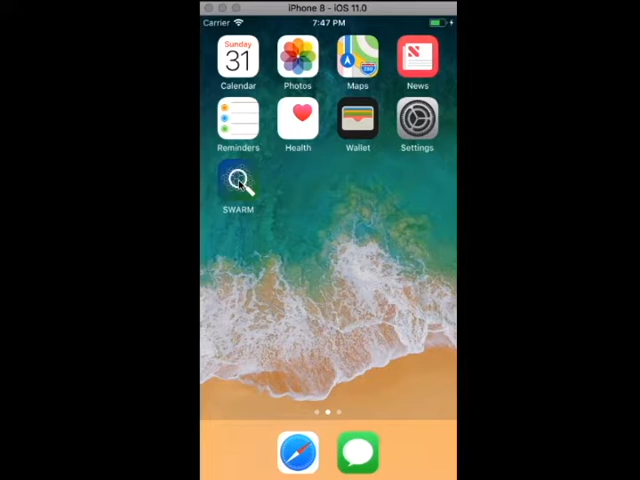 iPhone 8 - iOS 11.0
Carrier 7:47 PM
Sunday
31
Calendar Photos Maps News
Reminders Health Wallet Settings
SWARM